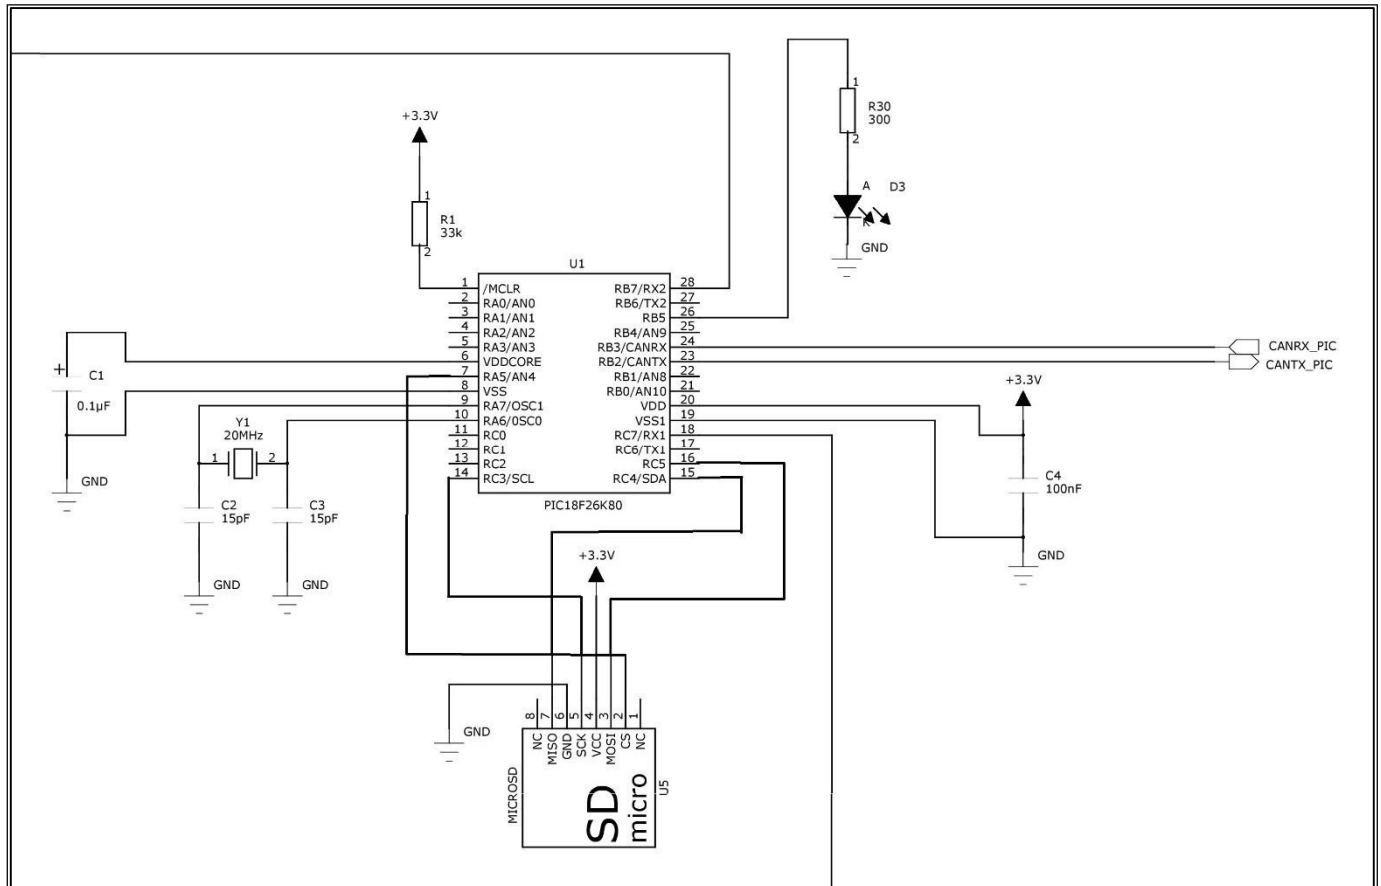 +3.3V
1
R1
33k
2
1
R30
300
2
A
D3
K
GND
U1
1
/MCLR
2
RA0/AN0
3
RA1/AN1
4
RA2/AN2
5
RA3/AN3
6
VDDCORE
7
RA5/AN4
8
VSS
9
RA7/OSC1
10
RA6/0SC0
11
RC0
12
RC1
13
RC2
14
RC3/SCL
RB7/RX2
28
RB6/TX2
27
RB5
26
RB4/AN9
25
RB3/CANRX
24
RB2/CANTX
23
RB1/AN8
22
RB0/AN10
21
VDD
20
VSS1
19
RC7/RX1
18
RC6/TX1
17
RC5
16
RC4/SDA
15
PIC18F26K80
CANRX_PIC
CANTX_PIC
+
C1
0.1µF
GND
Y1
20MHz
1
2
C2
15pF
C3
15pF
GND
GND
+3.3V
C4
100nF
GND
+3.3V
GND
8
7
6
5
4
3
2
1
NC
MISO
GND
SCK
VCC
MOSI
CS
NC
MICROSD
SD
micro
U5